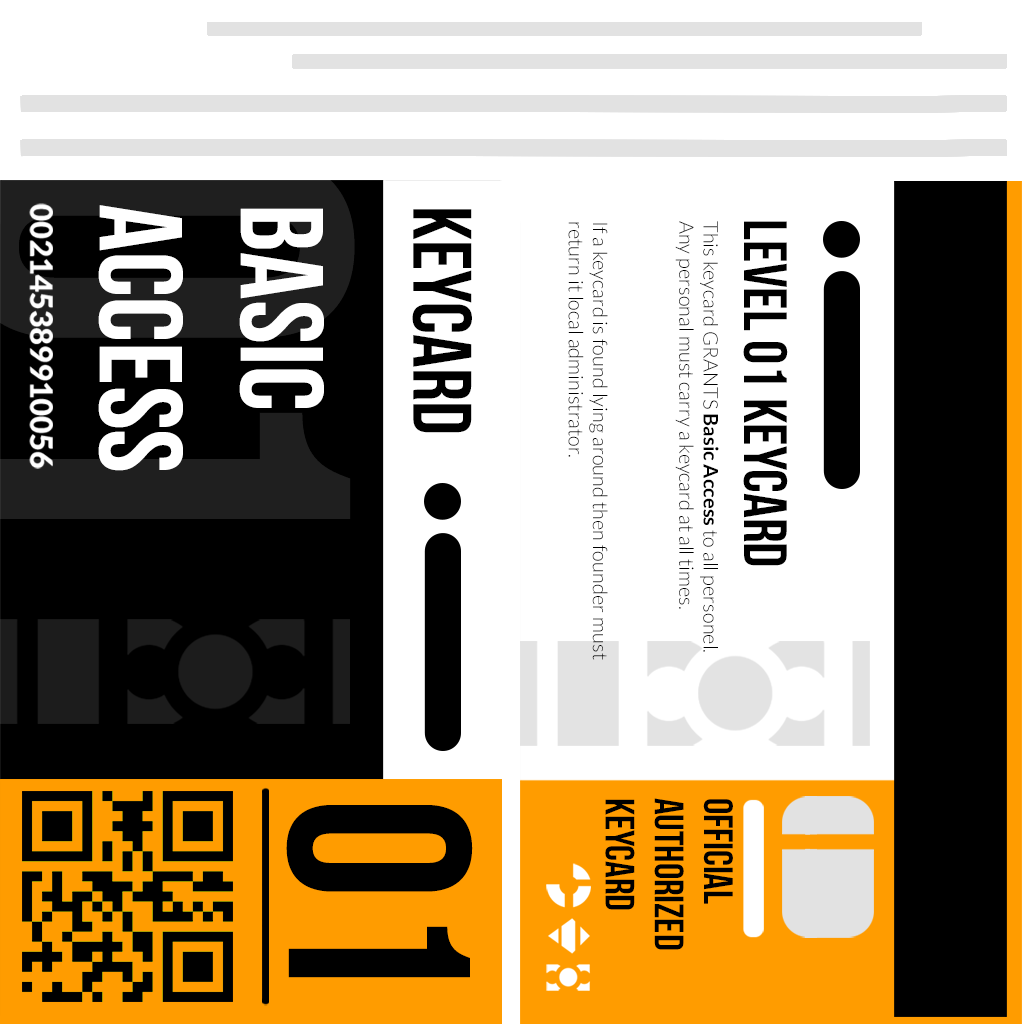 KEYCARD
BASIC
ACCESS
00214538991005​6
01
LEVEL 01 KEYCARD
This keycard GRANTS Basic Access to all personel.
Any personal must carry a keycard at all times.
If a keycard is found lying around then founder must
return it local administrator.
OFFICIAL
AUTHORIZED
KEYCARD